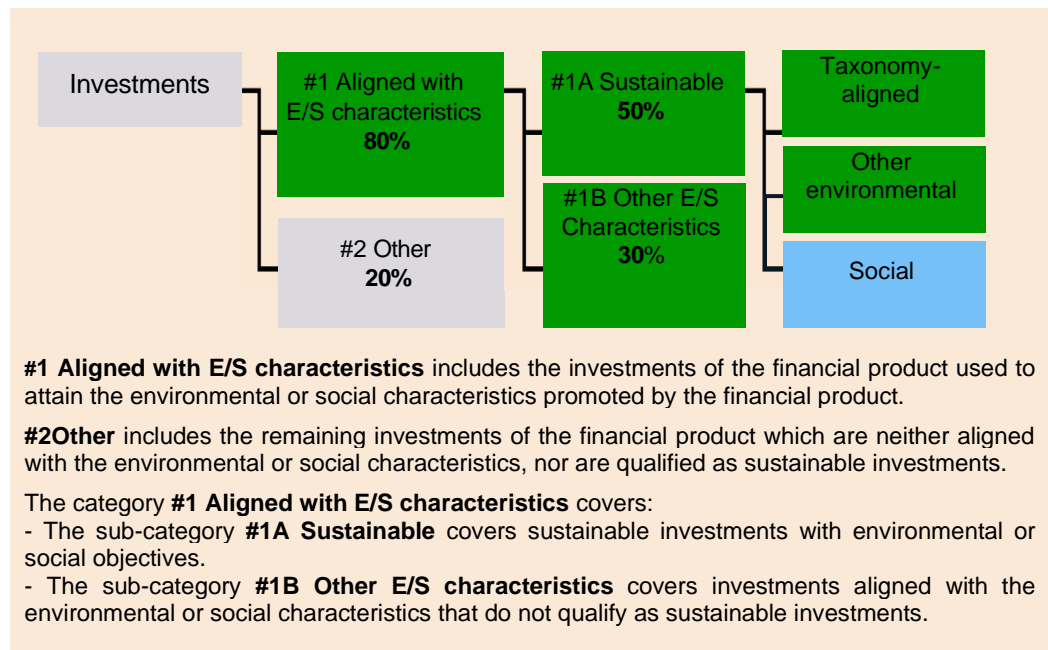 Investments
#1 Aligned with
E/S characteristics
80%
#2 Other
20%
#1A Sustainable
50%
#1B Other E/S
Characteristics
30%
Taxonomy-
aligned
Other
environmental
Social
#1 Aligned with E/S characteristics includes the investments of the financial product used to
attain the environmental or social characteristics promoted by the financial product.
#2Other includes the remaining investments of the financial product which are neither aligned
with the environmental or social characteristics, nor are qualified as sustainable investments.
The category #1 Aligned with E/S characteristics covers:
- The sub-category #1A Sustainable covers sustainable investments with environmental or
social objectives.
- The sub-category #1B Other E/S characteristics covers investments aligned with the
environmental or social characteristics that do not qualify as sustainable investments.